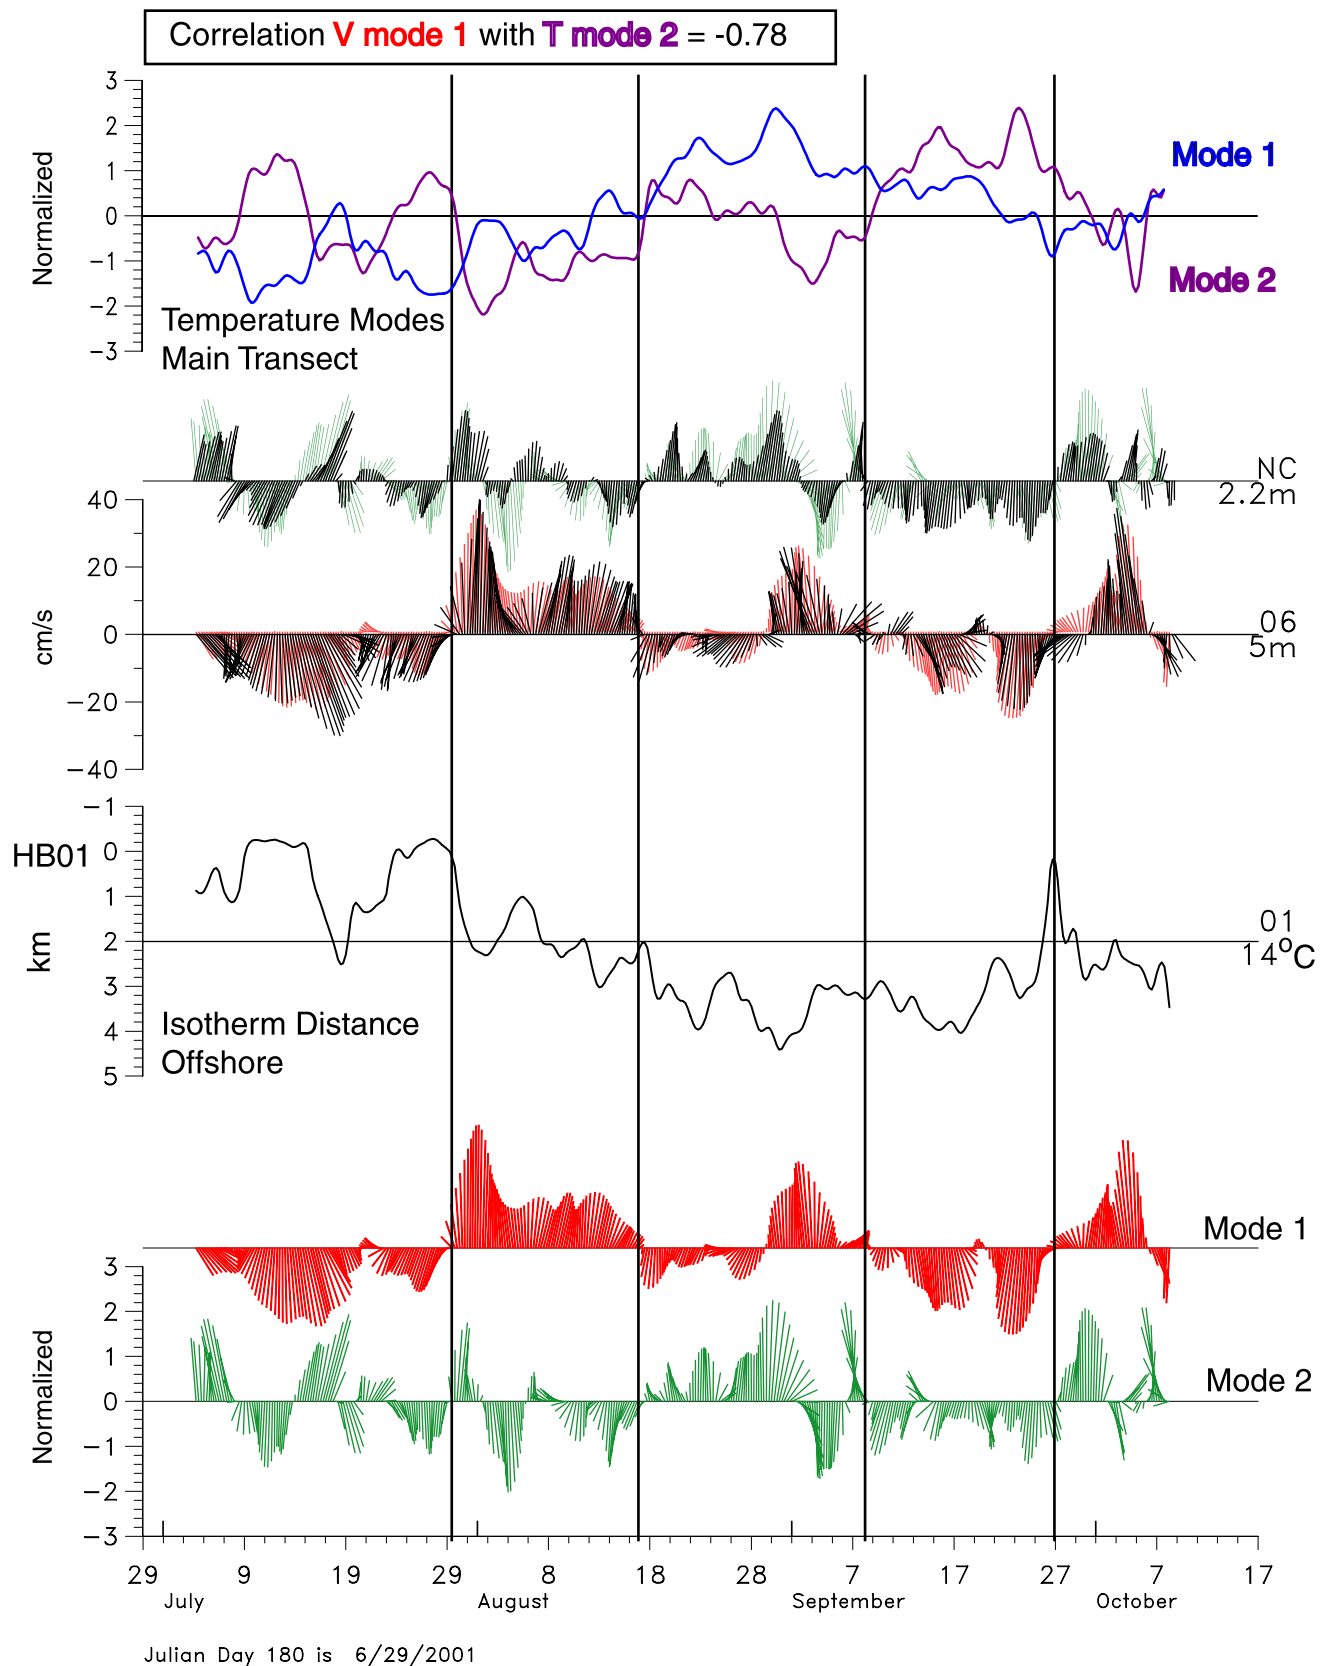 Correlation V mode 1 with T mode 2 = -0.78
3
2
1
0
-1
-2
-3
Normalized
Mode 1
Mode 2
Temperature Modes
Main Transect
NC
2.2m
40
20
0
-20
-40
cm/s
06
5m
-1
0
1
2
3
4
5
HB01
km
01
14°C
Isotherm Distance
Offshore
Mode 1
3
2
1
0
-1
-2
-3
Normalized
Mode 2
29 9 19 29 8 18 28 7 17 27 7 17
July August September October
Julian Day 180 is 6/29/2001